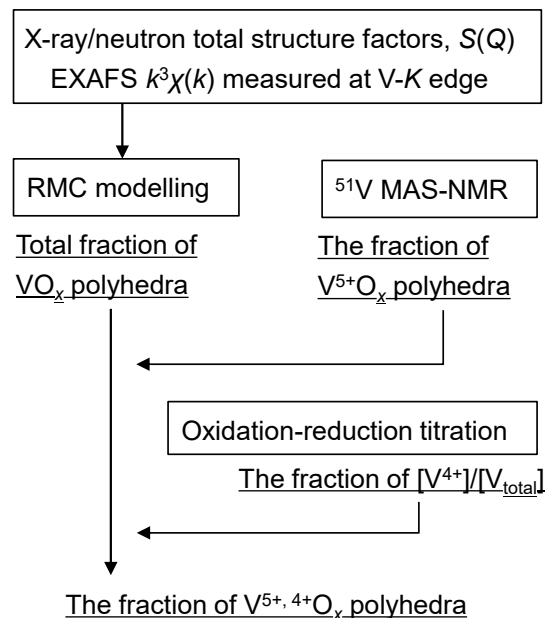 X-ray/neutron total structure factors, S(Q)
EXAFS k³χ(k) measured at V-K edge
RMC modelling
⁵¹V MAS-NMR
Total fraction of
VOₓ polyhedra
The fraction of
V⁵⁺Oₓ polyhedra
Oxidation-reduction titration
The fraction of [V⁴⁺]/[V_total]
The fraction of V⁵⁺, ⁴⁺Oₓ polyhedra